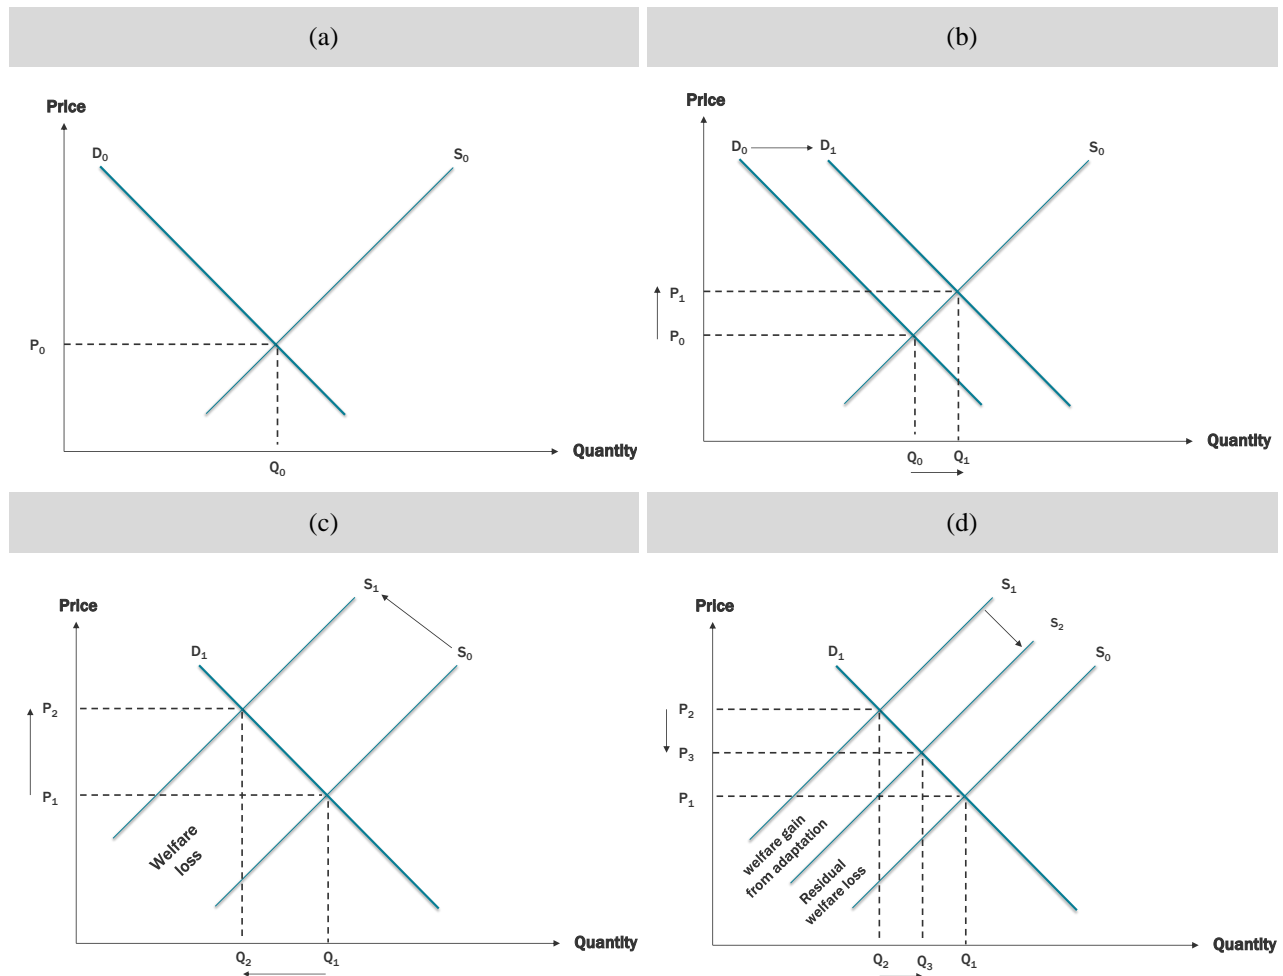 (a)
Price
D₀
S₀
P₀
Quantity
Q₀
(b)
Price
D₀
D₁
S₀
P₁
P₀
Quantity
Q₀
Q₁
(c)
S₁
Price
D₁
S₀
P₂
P₁
Welfare
loss
Quantity
Q₂
Q₁
(d)
S₁
Price
S₂
D₁
S₀
P₂
P₃
P₁
welfare gain
from adaptation
Residual
welfare loss
Quantity
Q₂
Q₃
Q₁